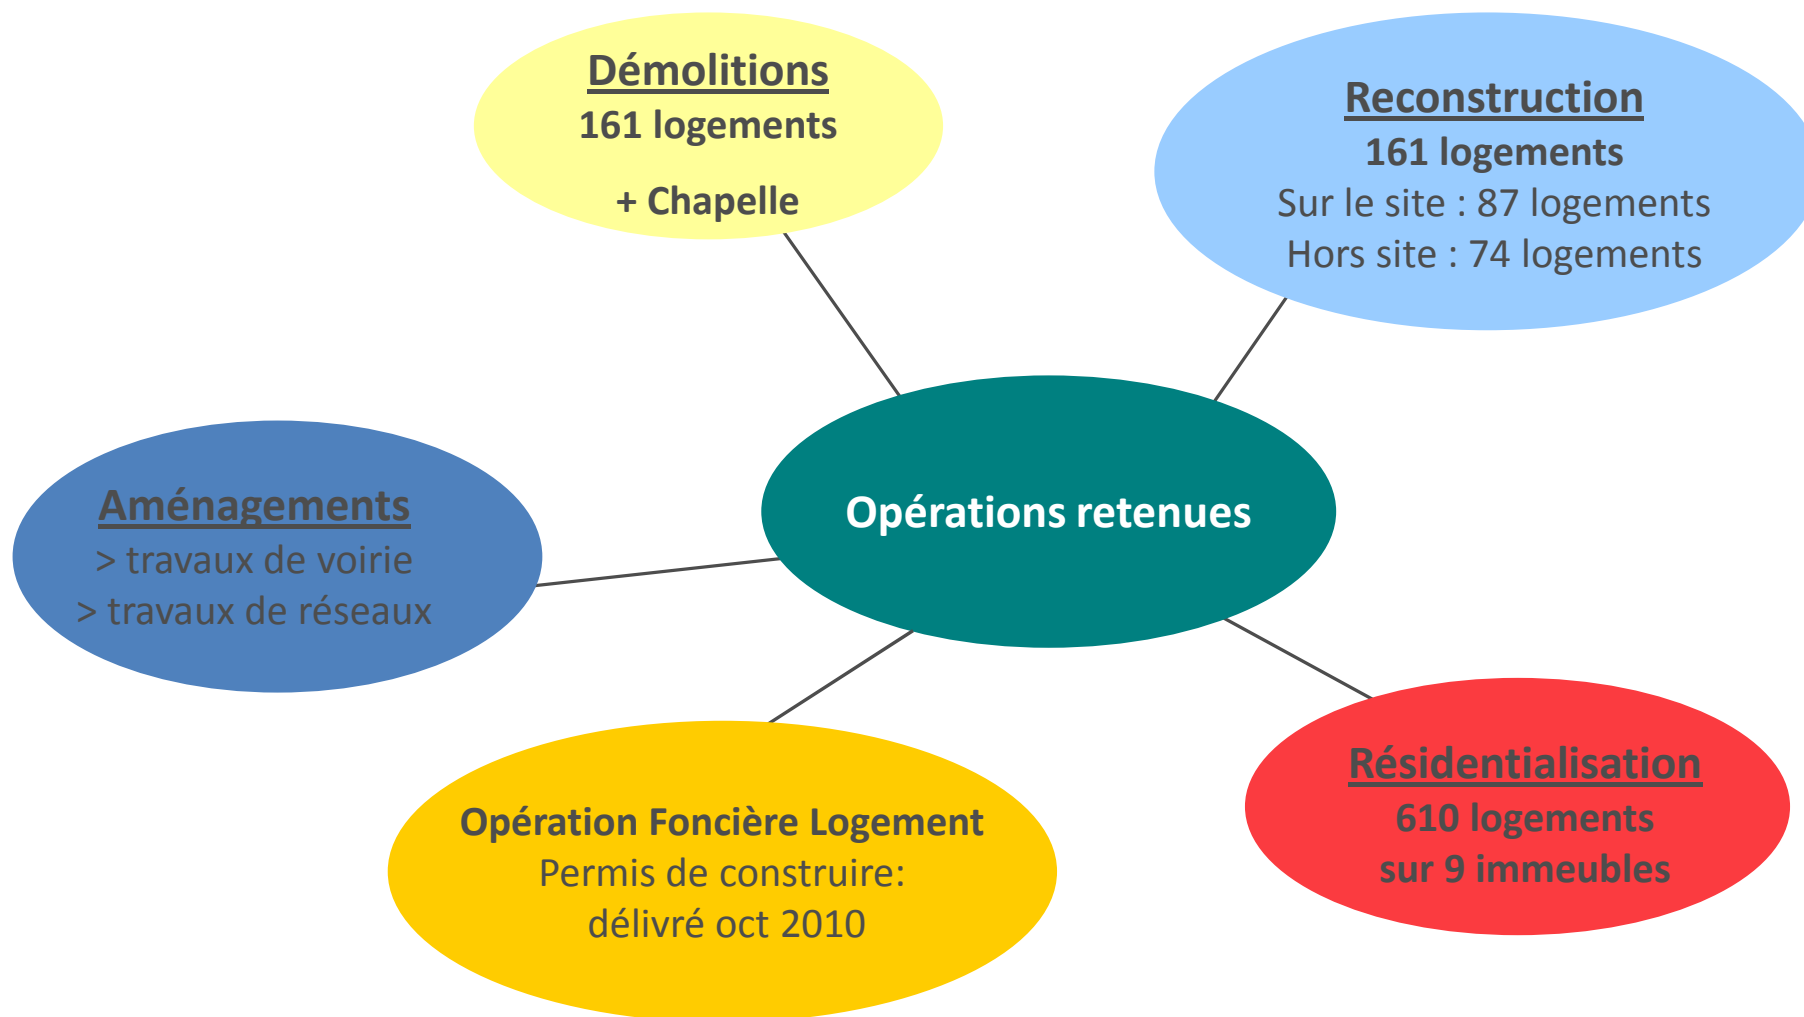 Démolitions
161 logements
+ Chapelle
Reconstruction
161 logements
Sur le site : 87 logements
Hors site : 74 logements
Opérations retenues
Aménagements
> travaux de voirie
> travaux de réseaux
Opération Foncière Logement
Permis de construire:
délivré oct 2010
Résidentialisation
610 logements
sur 9 immeubles